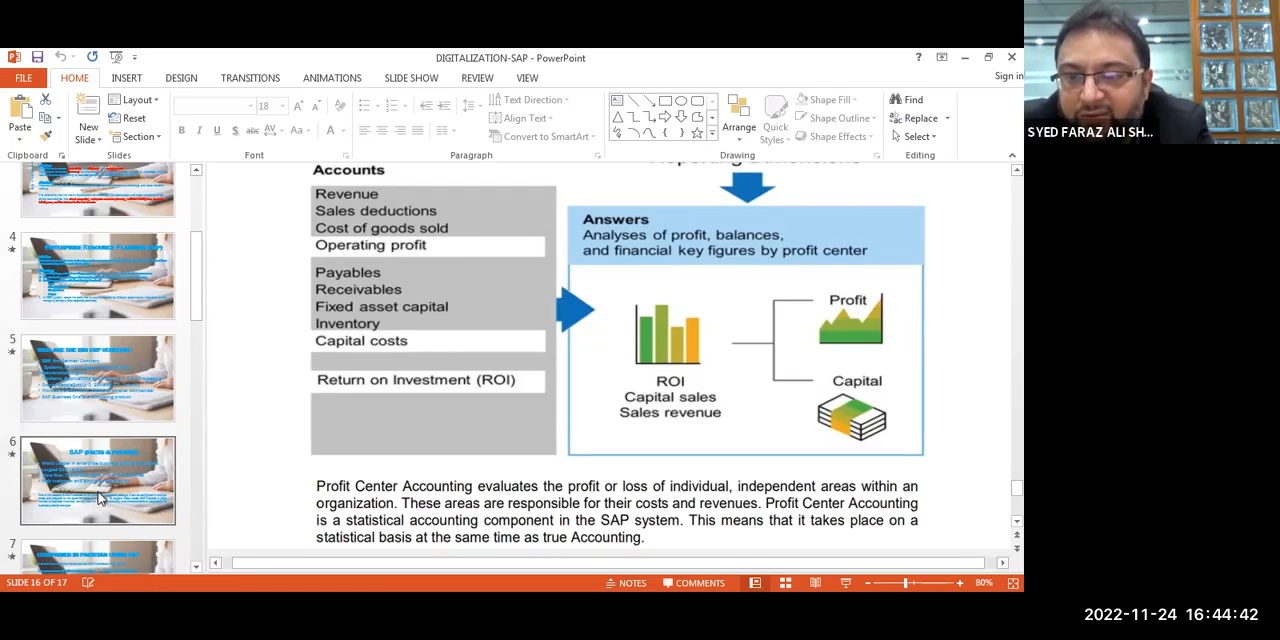 DIGITALIZATION-SAP - PowerPoint
Sign in
FILE HOME INSERT DESIGN TRANSITIONS ANIMATIONS SLIDE SHOW REVIEW VIEW
Paste
Clipboard
New Slide
Layout
Reset
Section
Slides
18
Font
Paragraph
Text Direction
Align Text
Convert to SmartArt
Drawing
Arrange
Quick Styles
Shape Fill
Shape Outline
Shape Effects
Find
Replace
Select
Editing
SYED FARAZ ALI SH...
4
5
6
7
Accounts
Revenue
Sales deductions
Cost of goods sold
Operating profit
Payables
Receivables
Fixed asset capital
Inventory
Capital costs
Return on Investment (ROI)
Answers
Analyses of profit, balances,
and financial key figures by profit center
ROI
Capital sales
Sales revenue
Profit
Capital
Profit Center Accounting evaluates the profit or loss of individual, independent areas within an
organization. These areas are responsible for their costs and revenues. Profit Center Accounting
is a statistical accounting component in the SAP system. This means that it takes place on a
statistical basis at the same time as true Accounting.
SLIDE 16 OF 17
NOTES
COMMENTS
80%
2022-11-24 16:44:42